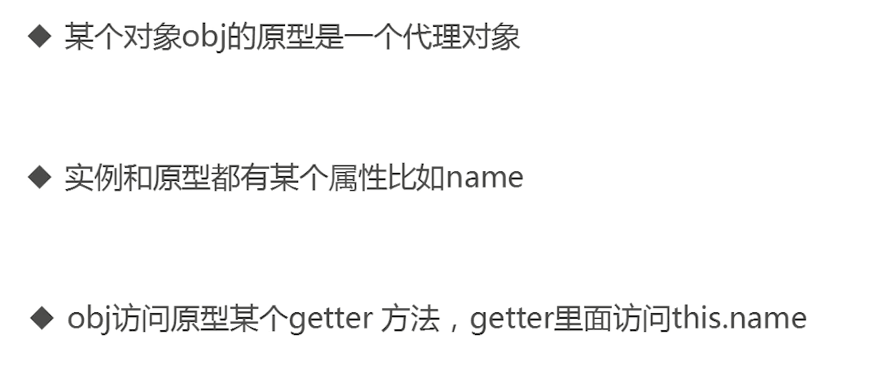 ◆ 某个对象obj的原型是一个代理对象
◆ 实例和原型都有某个属性比如name
◆ obj访问原型某个getter 方法，getter里面访问this.name